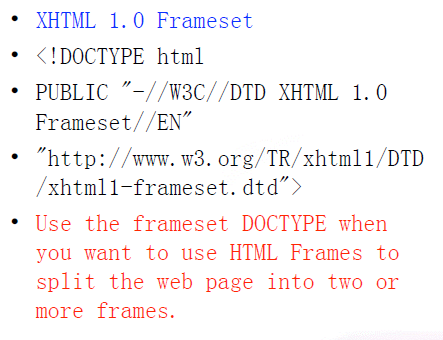 • XHTML 1.0 Frameset
• <!DOCTYPE html
• PUBLIC "-//W3C//DTD XHTML 1.0
Frameset//EN"
• "http://www.w3.org/TR/xhtml1/DTD
/xhtml1-frameset.dtd">
• Use the frameset DOCTYPE when
you want to use HTML Frames to
split the web page into two or
more frames.